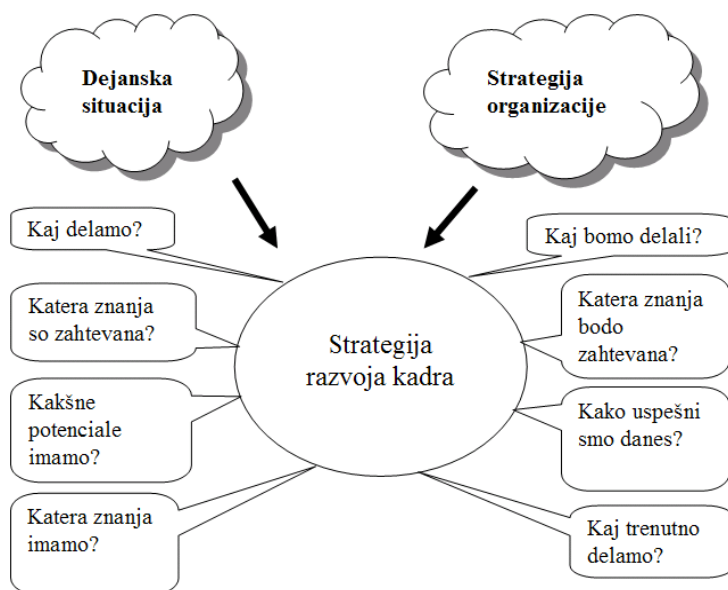 Dejanska
situacija
Strategija
organizacije
Kaj delamo?
Kaj bomo delali?
Katera znanja
so zahtevana?
Katera znanja
bodo
zahtevana?
Strategija
razvoja kadra
Kakšne
potenciale
imamo?
Kako uspešni
smo danes?
Katera znanja
imamo?
Kaj trenutno
delamo?